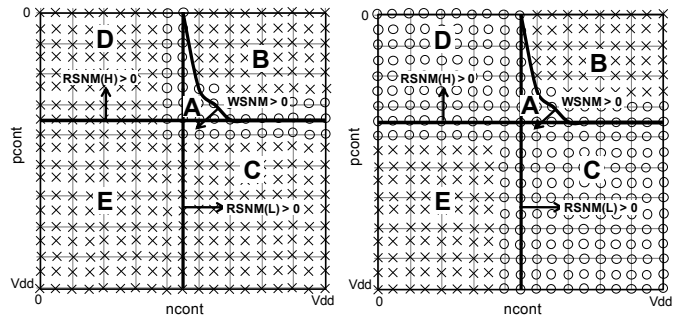 0
D
B
RSNM(H) > 0
A
WSNM > 0
pcont
C
E
RSNM(L) > 0
Vdd
0
ncont
Vdd
0
D
B
RSNM(H) > 0
A
WSNM > 0
pcont
C
E
RSNM(L) > 0
Vdd
0
ncont
Vdd